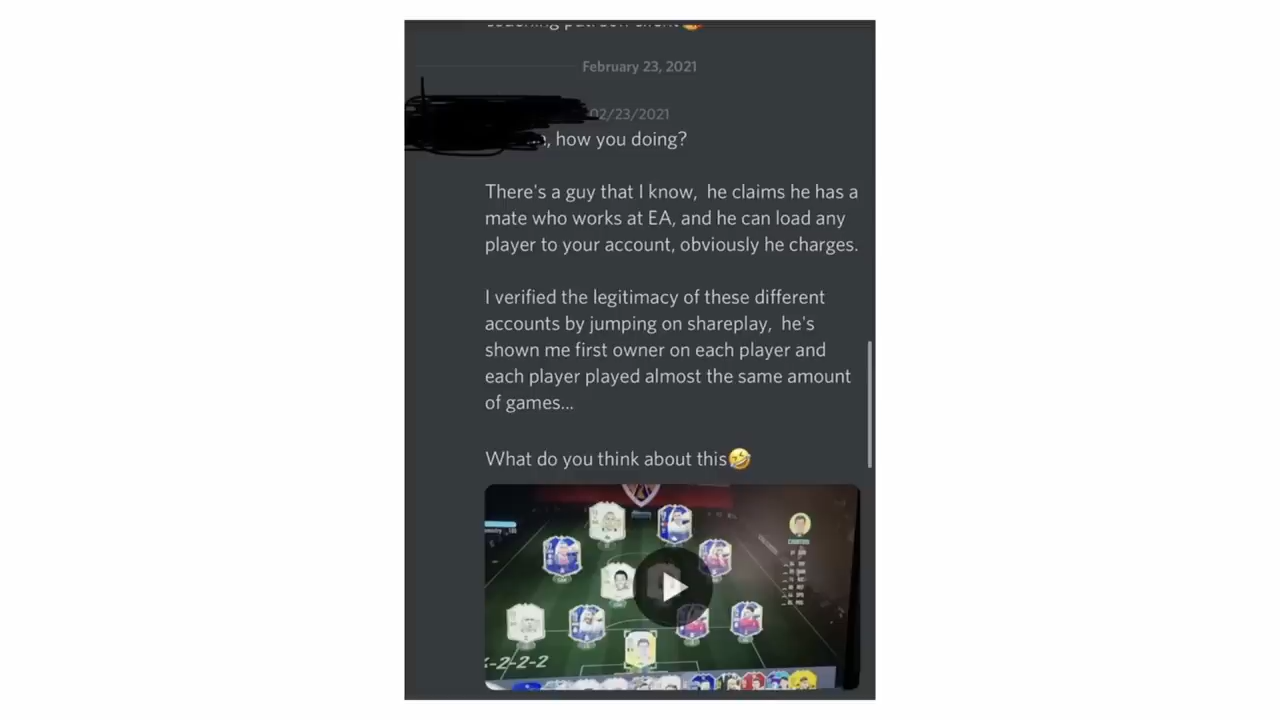 February 23, 2021
02/23/2021
, how you doing?
There's a guy that I know, he claims he has a
mate who works at EA, and he can load any
player to your account, obviously he charges.
I verified the legitimacy of these different
accounts by jumping on shareplay, he's
shown me first owner on each player and
each player played almost the same amount
of games...
What do you think about this🤣
-2-2-2